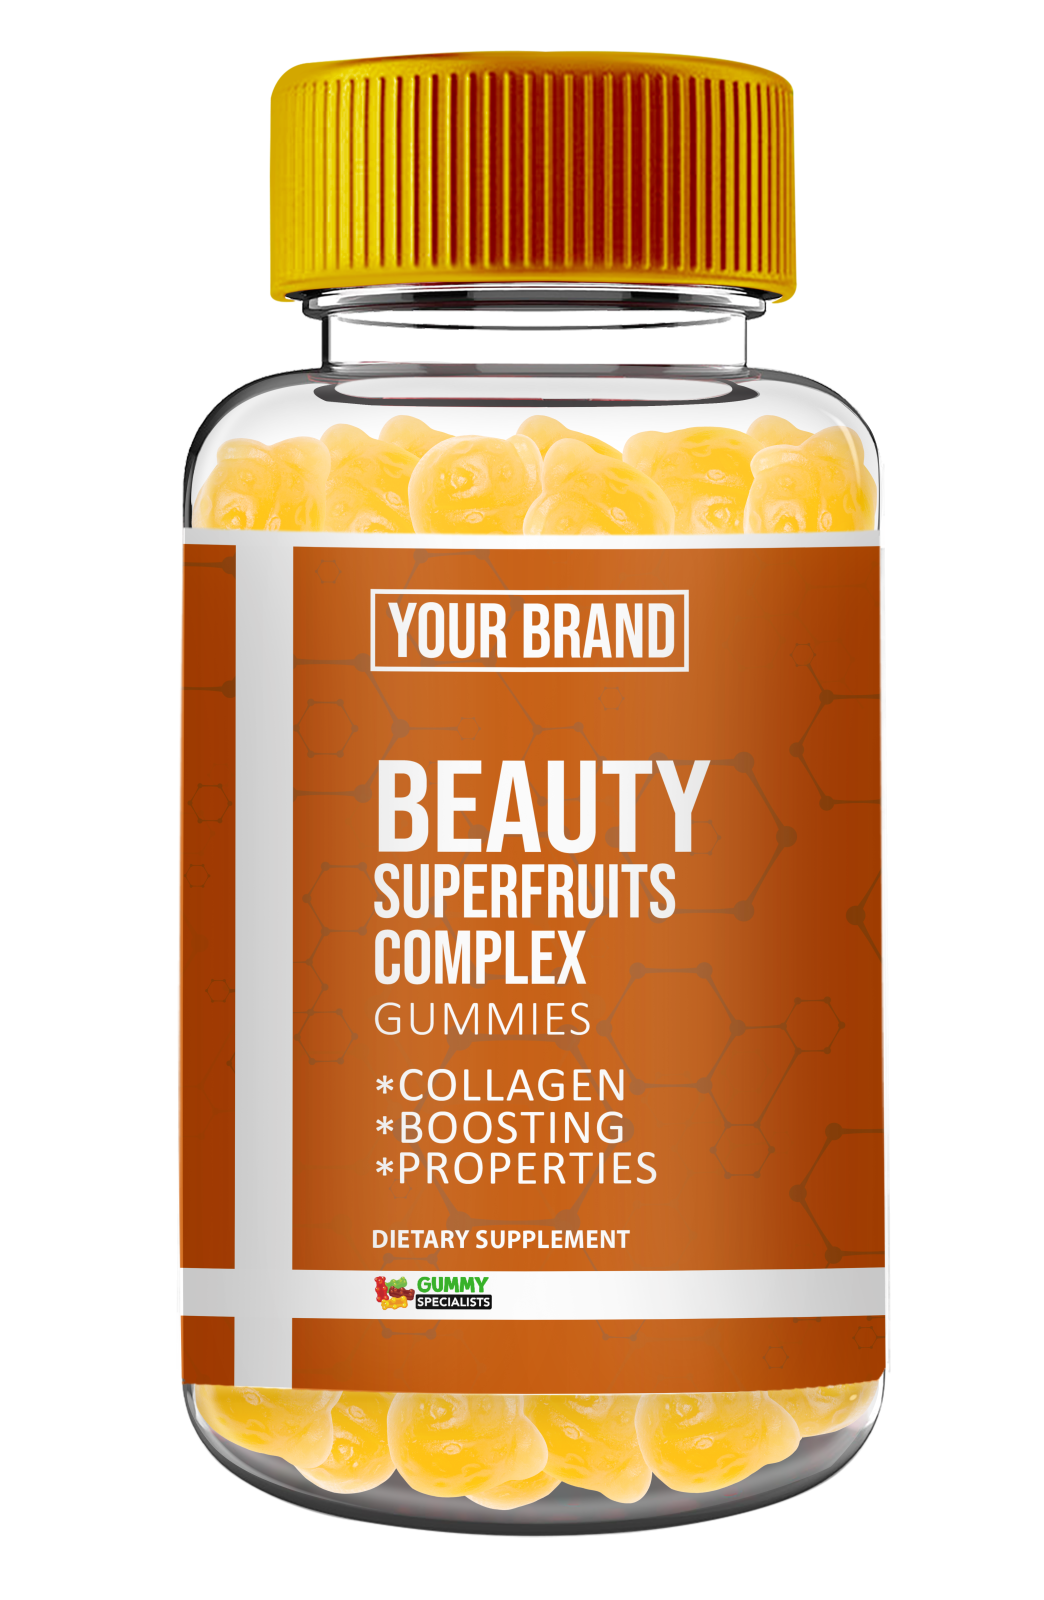 YOUR BRAND
BEAUTY
SUPERFRUITS
COMPLEX
GUMMIES
*COLLAGEN
*BOOSTING
*PROPERTIES
DIETARY SUPPLEMENT
GUMMY
SPECIALISTS